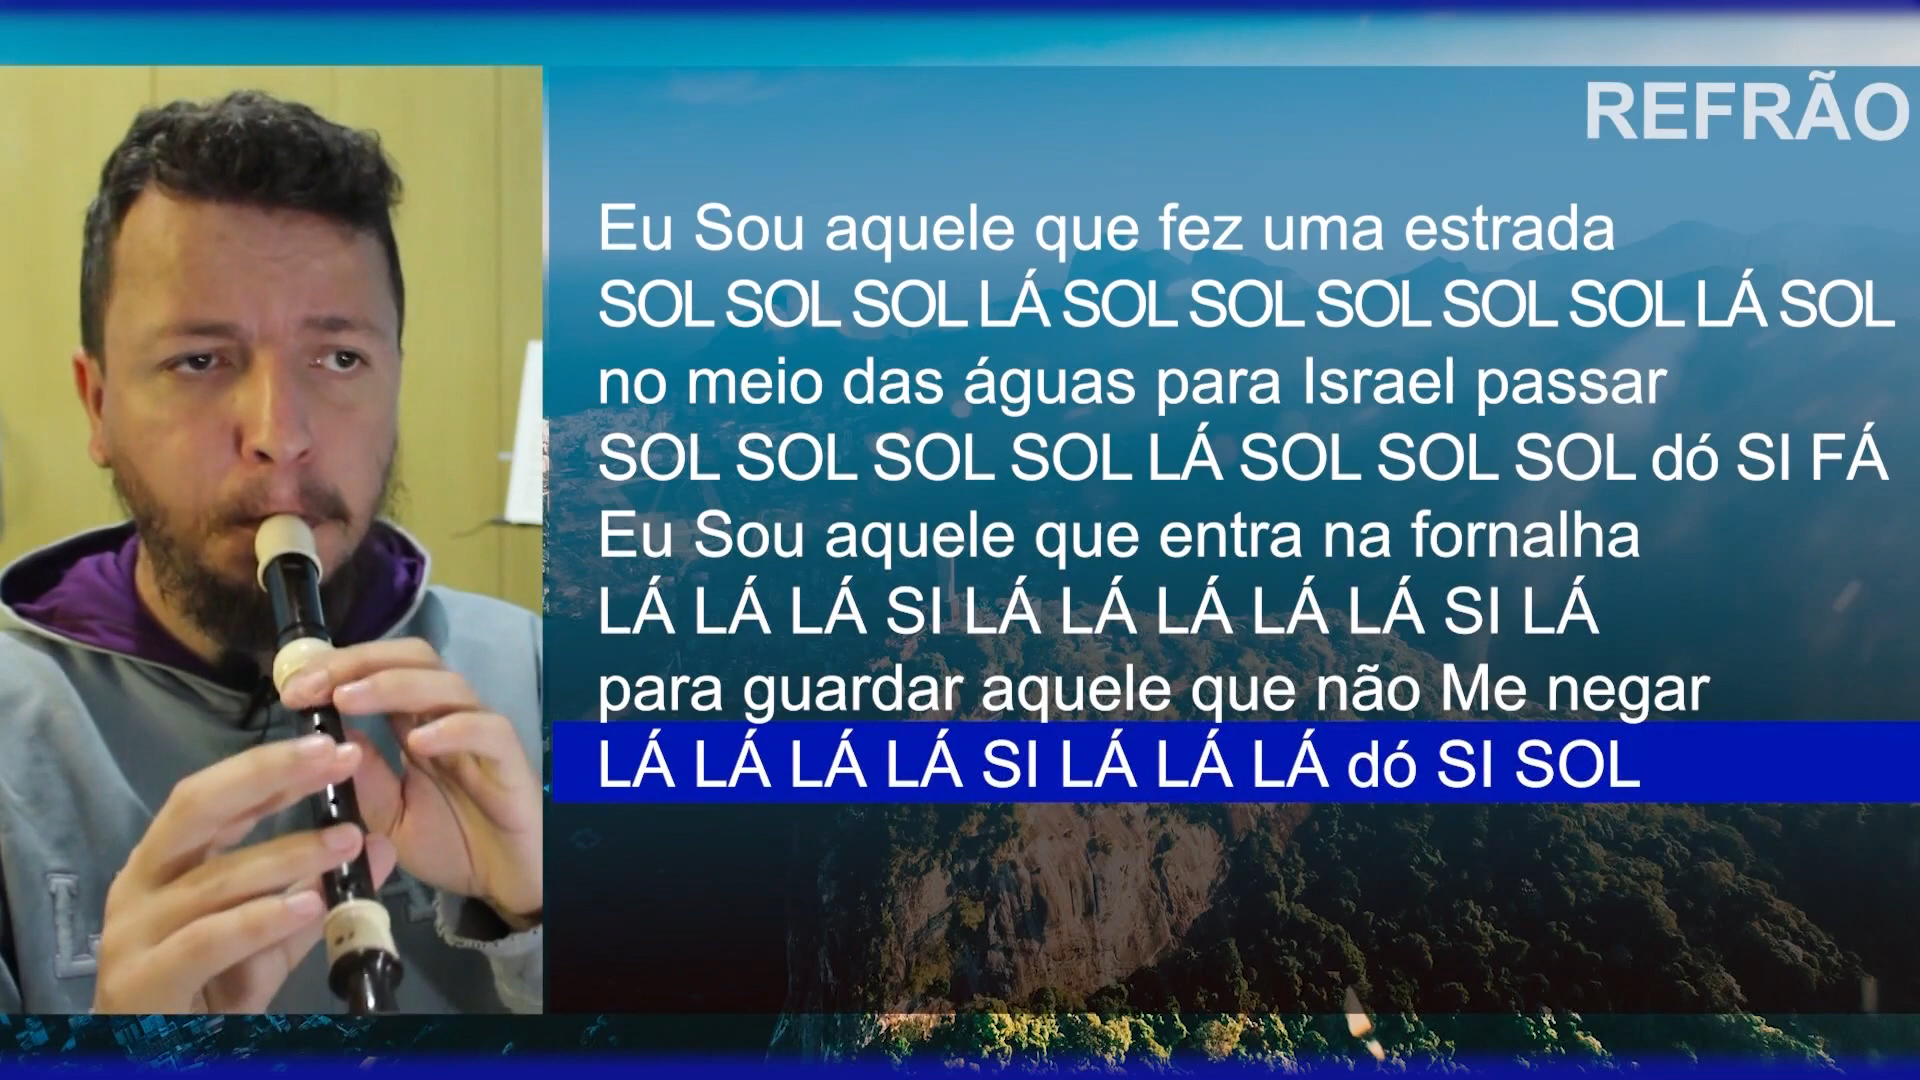 REFRÃO
Eu Sou aquele que fez uma estrada
SOL SOL SOL LÁ SOL SOL SOL SOL SOL LÁ SOL
no meio das águas para Israel passar
SOL SOL SOL SOL LÁ SOL SOL SOL dó SI FÁ
Eu Sou aquele que entra na fornalha
LÁ LÁ LÁ SI LÁ LÁ LÁ LÁ LÁ SI LÁ
para guardar aquele que não Me negar
LÁ LÁ LÁ LÁ SI LÁ LÁ LÁ dó SI SOL